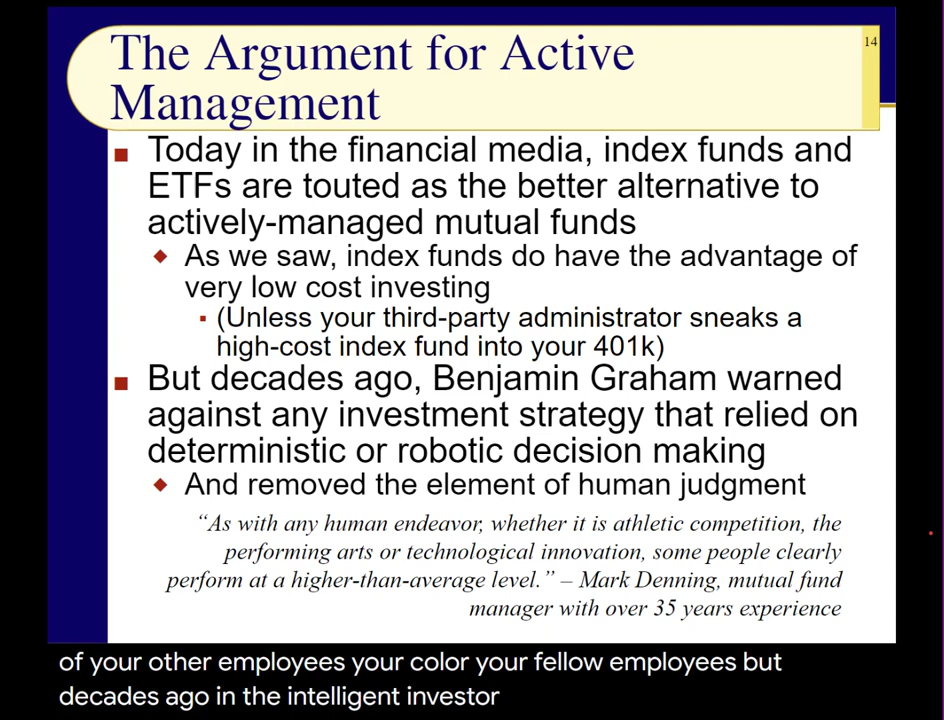 The Argument for Active
Management
14
Today in the financial media, index funds and
ETFs are touted as the better alternative to
actively-managed mutual funds
As we saw, index funds do have the advantage of
very low cost investing
(Unless your third-party administrator sneaks a
high-cost index fund into your 401k)
But decades ago, Benjamin Graham warned
against any investment strategy that relied on
deterministic or robotic decision making
And removed the element of human judgment
“As with any human endeavor, whether it is athletic competition, the
performing arts or technological innovation, some people clearly
perform at a higher-than-average level.” – Mark Denning, mutual fund
manager with over 35 years experience
of your other employees your color your fellow employees but
decades ago in the intelligent investor